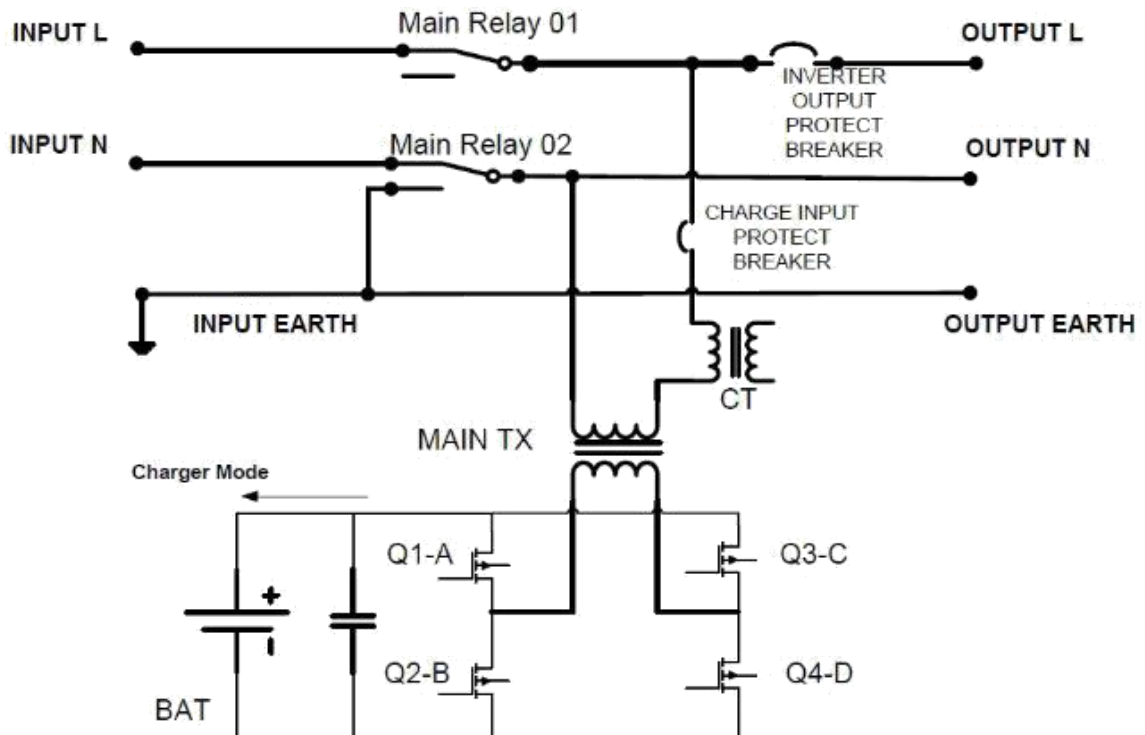 INPUT L
Main Relay 01
OUTPUT L
INVERTER
OUTPUT
PROTECT
BREAKER
INPUT N
Main Relay 02
OUTPUT N
CHARGE INPUT
PROTECT
BREAKER
INPUT EARTH
OUTPUT EARTH
CT
MAIN TX
Charger Mode
Q1-A
Q3-C
+
-
Q2-B
Q4-D
BAT